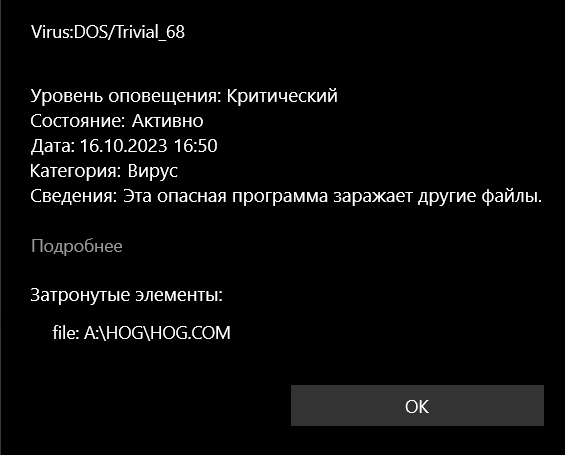 Virus:DOS/Trivial_68
Уровень оповещения: Критический
Состояние: Активно
Дата: 16.10.2023 16:50
Категория: Вирус
Сведения: Эта опасная программа заражает другие файлы.
Подробнее
Затронутые элементы:
file: A:\HOG\HOG.COM
OK